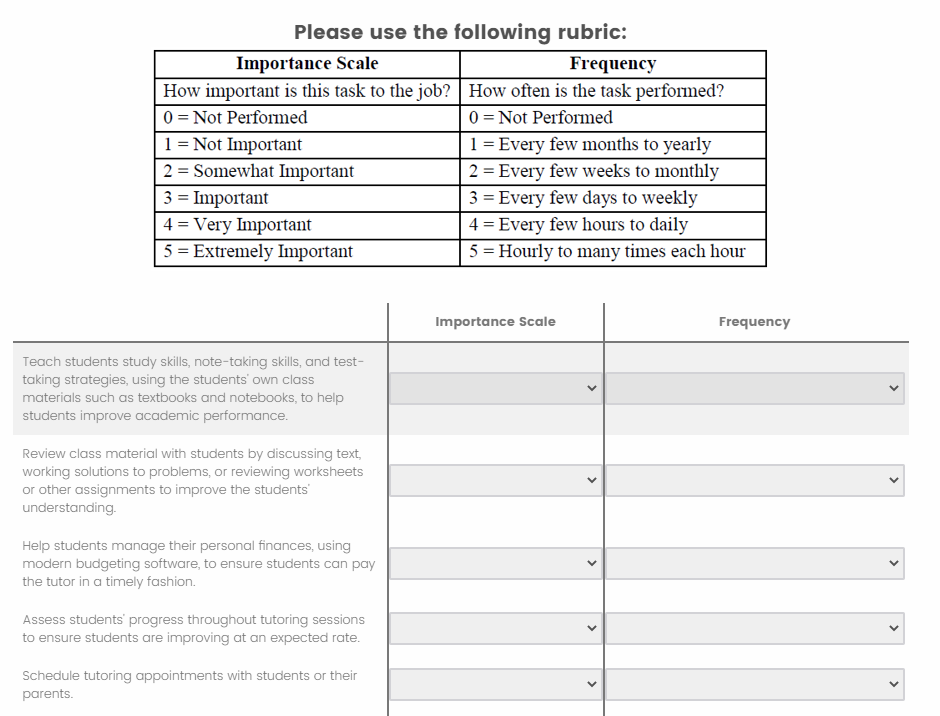 Please use the following rubric:
Importance Scale Frequency
How important is this task to the job? How often is the task performed?
0 = Not Performed 0 = Not Performed
1 = Not Important 1 = Every few months to yearly
2 = Somewhat Important 2 = Every few weeks to monthly
3 = Important 3 = Every few days to weekly
4 = Very Important 4 = Every few hours to daily
5 = Extremely Important 5 = Hourly to many times each hour
Importance Scale Frequency
Teach students study skills, note-taking skills, and test-
taking strategies, using the students' own class
materials such as textbooks and notebooks, to help
students improve academic performance.
Review class material with students by discussing text,
working solutions to problems, or reviewing worksheets
or other assignments to improve the students'
understanding.
Help students manage their personal finances, using
modern budgeting software, to ensure students can pay
the tutor in a timely fashion.
Assess students' progress throughout tutoring sessions
to ensure students are improving at an expected rate.
Schedule tutoring appointments with students or their
parents.